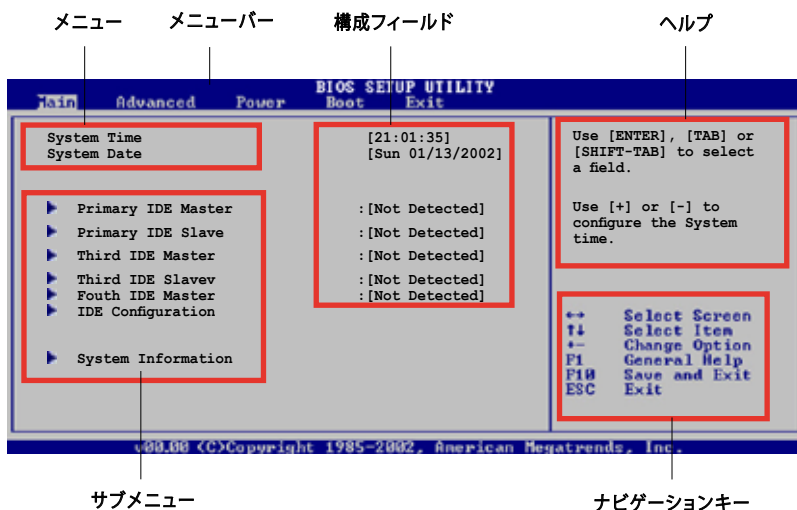 メニュー メニューバー 構成フィールド ヘルプ
BIOS SETUP UTILITY
Main Advanced Power Boot Exit
System Time [21:01:35]
System Date [Sun 01/13/2002]
Primary IDE Master :[Not Detected]
Primary IDE Slave :[Not Detected]
Third IDE Master :[Not Detected]
Third IDE Slavev :[Not Detected]
Fouth IDE Master :[Not Detected]
IDE Configuration
System Information
Use [ENTER], [TAB] or
[SHIFT-TAB] to select
a field.
Use [+] or [-] to
configure the System
time.
↔ Select Screen
↑↓ Select Item
+- Change Option
F1 General Help
F10 Save and Exit
ESC Exit
v00.00 (C)Copyright 1985-2002, American Megatrends, Inc.
サブメニュー ナビゲーションキー